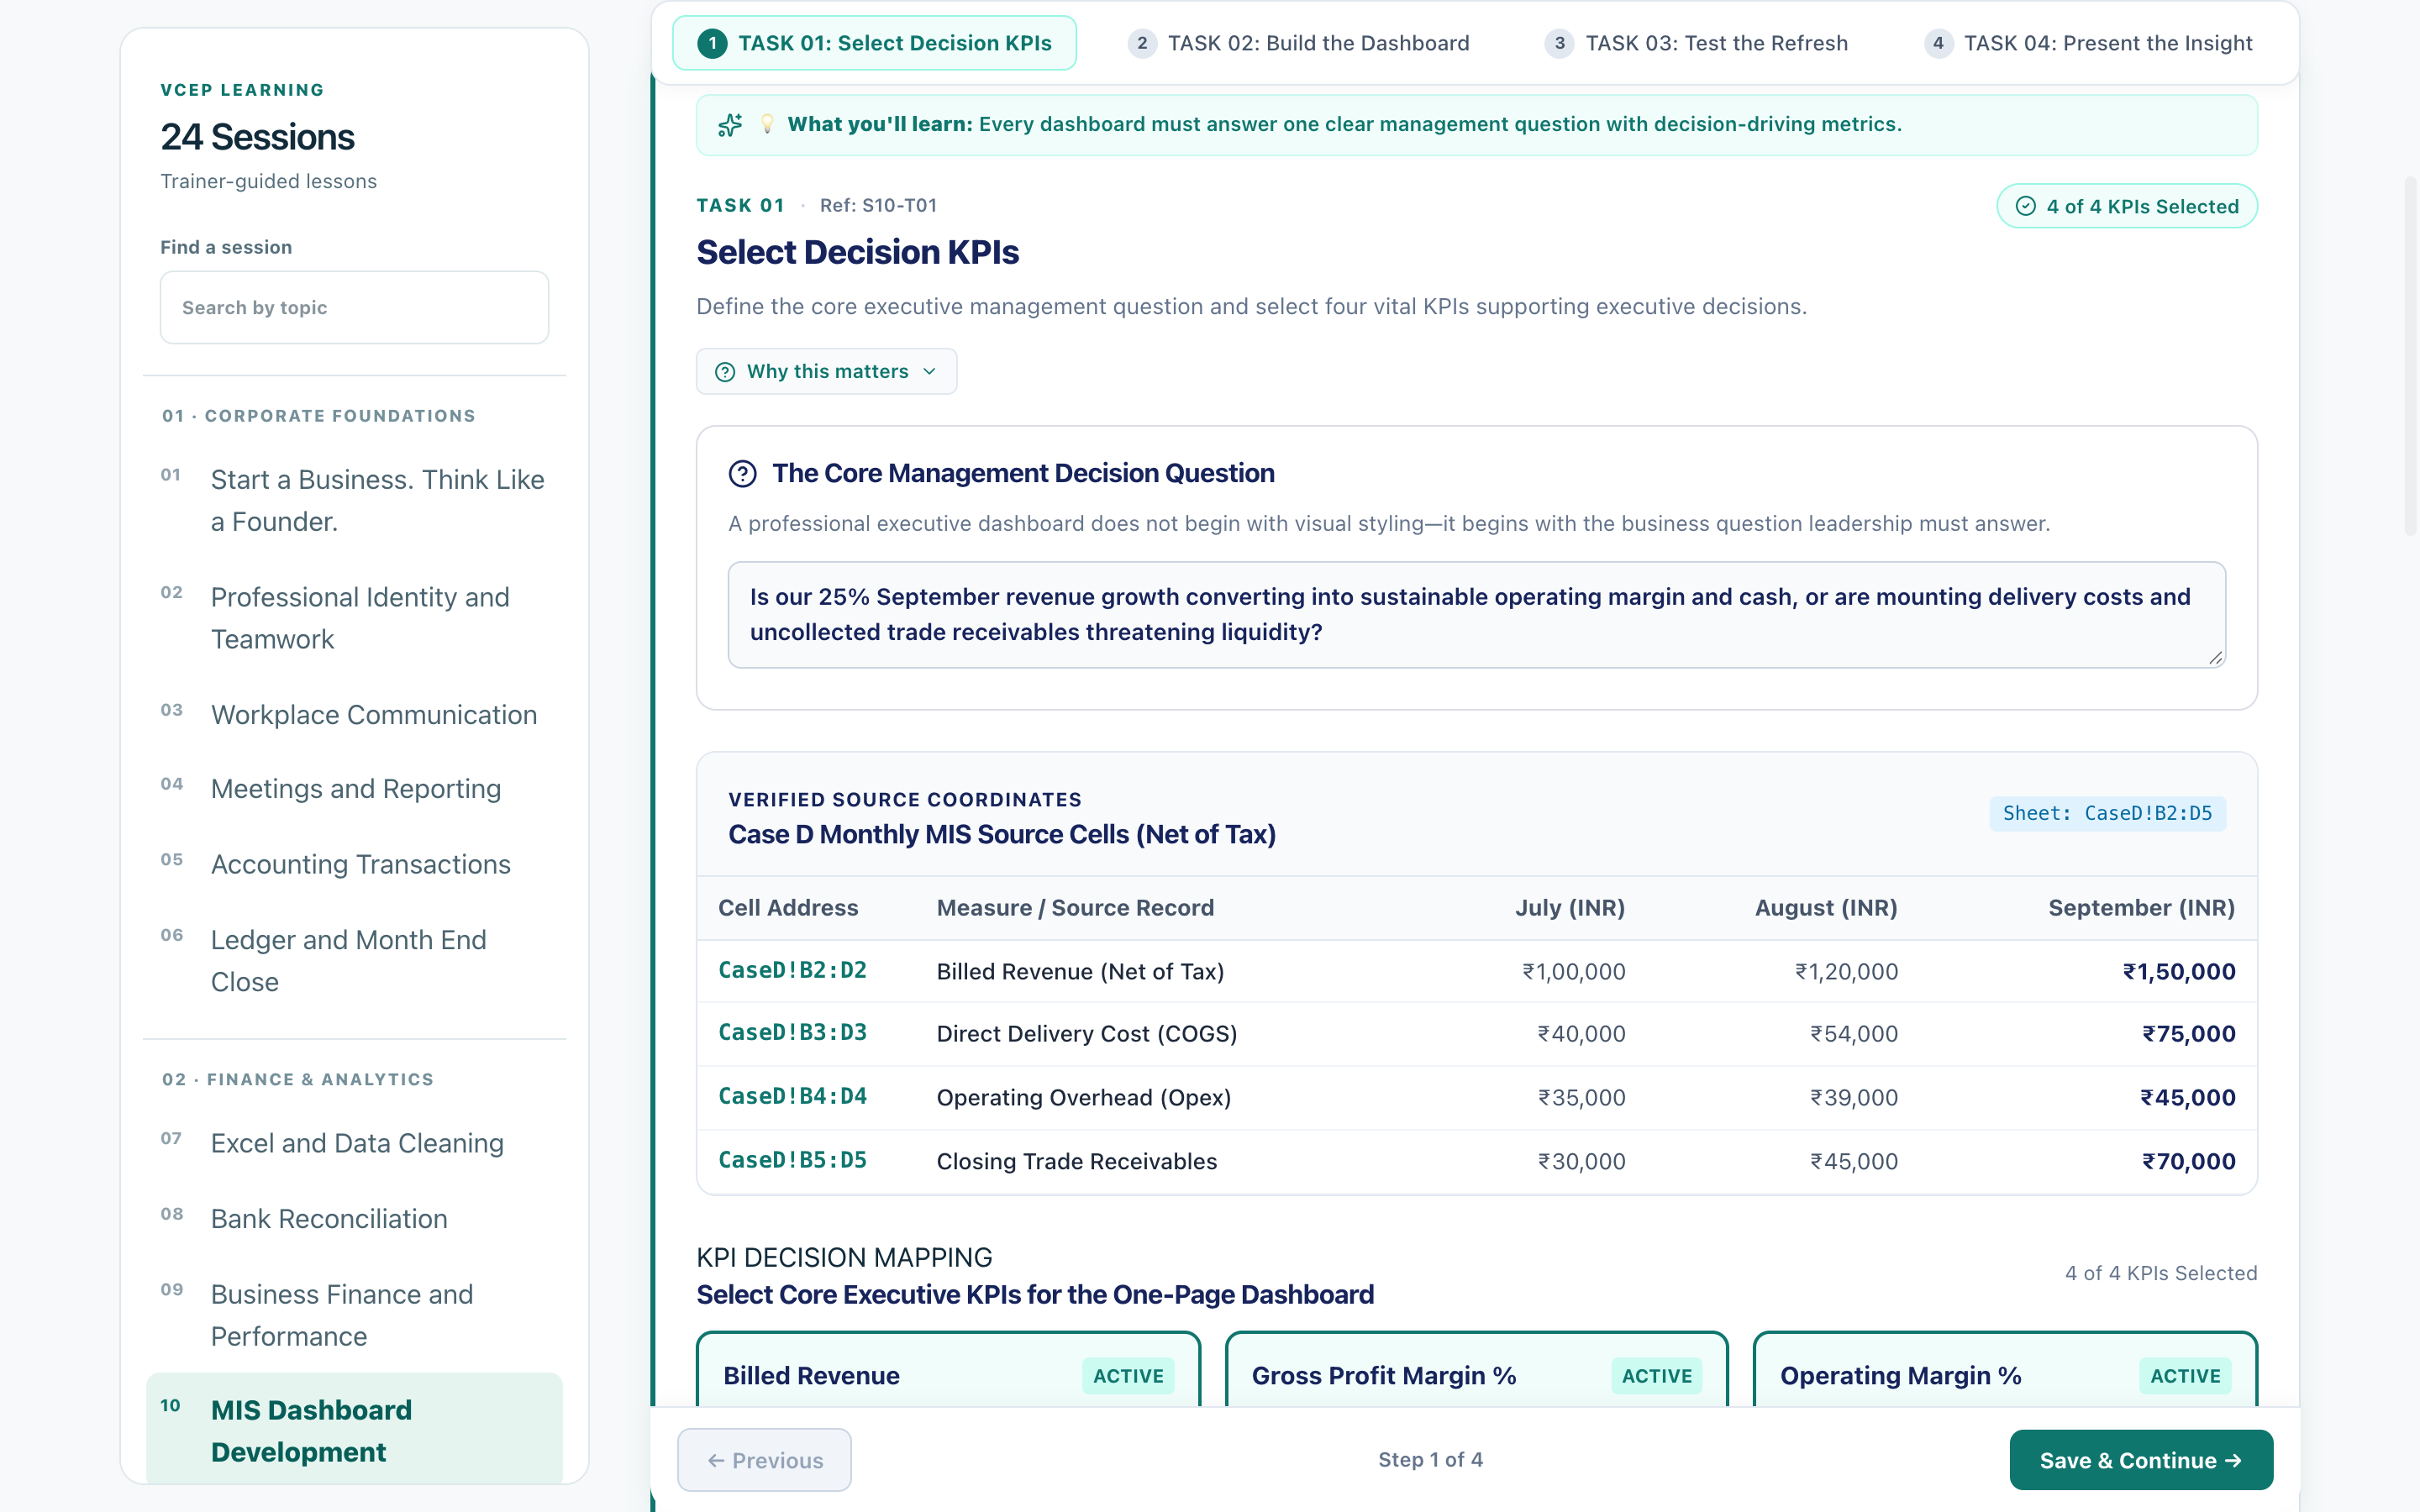 VCEP LEARNING
24 Sessions
Trainer-guided lessons
Find a session
Search by topic
01 · CORPORATE FOUNDATIONS
01 Start a Business. Think Like
a Founder.
02 Professional Identity and
Teamwork
03 Workplace Communication
04 Meetings and Reporting
05 Accounting Transactions
06 Ledger and Month End
Close
02 · FINANCE & ANALYTICS
07 Excel and Data Cleaning
08 Bank Reconciliation
09 Business Finance and
Performance
10 MIS Dashboard
Development
1 TASK 01: Select Decision KPIs
2 TASK 02: Build the Dashboard
3 TASK 03: Test the Refresh
4 TASK 04: Present the Insight
💡 What you'll learn: Every dashboard must answer one clear management question with decision-driving metrics.
TASK 01 · Ref: S10-T01
4 of 4 KPIs Selected
Select Decision KPIs
Define the core executive management question and select four vital KPIs supporting executive decisions.
Why this matters
The Core Management Decision Question
A professional executive dashboard does not begin with visual styling—it begins with the business question leadership must answer.
Is our 25% September revenue growth converting into sustainable operating margin and cash, or are mounting delivery costs and
uncollected trade receivables threatening liquidity?
VERIFIED SOURCE COORDINATES
Case D Monthly MIS Source Cells (Net of Tax)
Sheet: CaseD!B2:D5
Cell Address Measure / Source Record July (INR) August (INR) September (INR)
CaseD!B2:D2 Billed Revenue (Net of Tax) ₹1,00,000 ₹1,20,000 ₹1,50,000
CaseD!B3:D3 Direct Delivery Cost (COGS) ₹40,000 ₹54,000 ₹75,000
CaseD!B4:D4 Operating Overhead (Opex) ₹35,000 ₹39,000 ₹45,000
CaseD!B5:D5 Closing Trade Receivables ₹30,000 ₹45,000 ₹70,000
KPI DECISION MAPPING
Select Core Executive KPIs for the One-Page Dashboard
4 of 4 KPIs Selected
Billed Revenue ACTIVE
Gross Profit Margin % ACTIVE
Operating Margin % ACTIVE
← Previous
Step 1 of 4
Save & Continue →